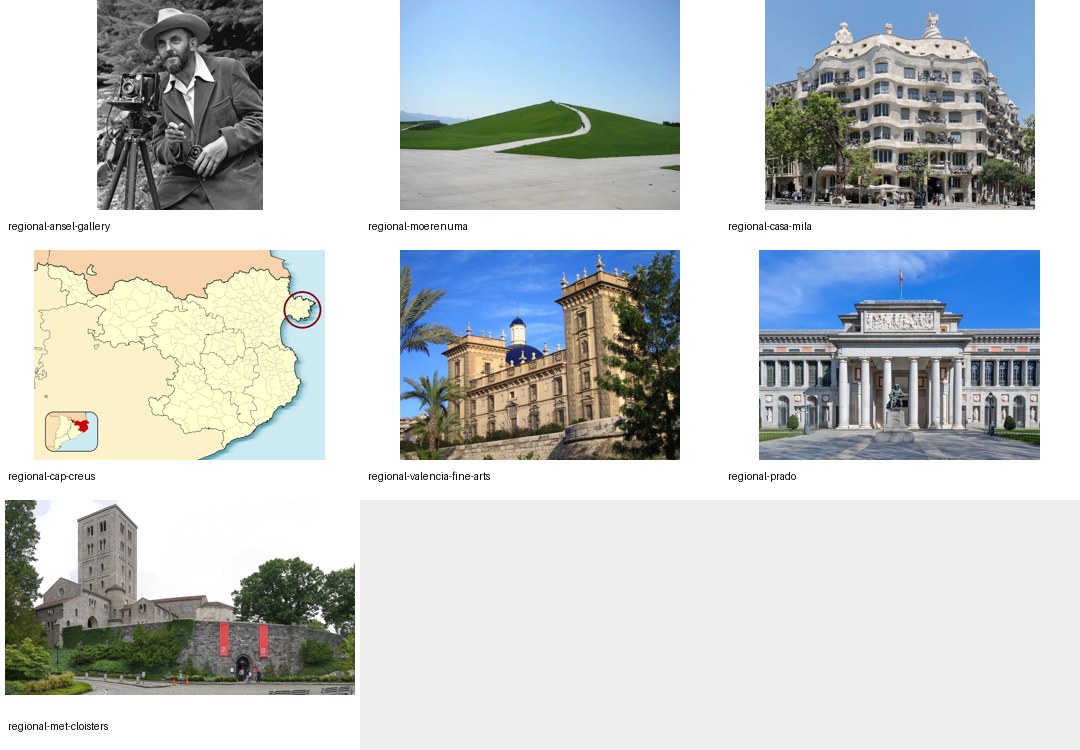 regional-ansel-gallery
regional-moerenuma
regional-casa-mila
regional-cap-creus
regional-valencia-fine-arts
regional-prado
regional-met-cloisters